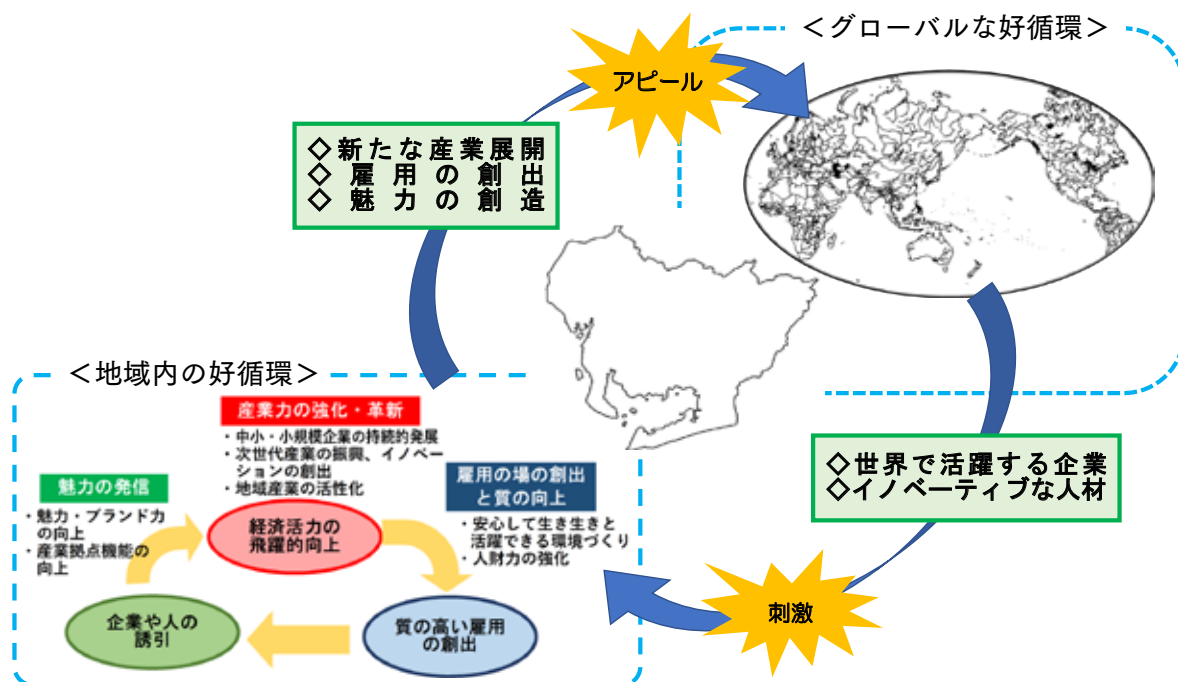 ＜グローバルな好循環＞
アピール
◇新たな産業展開
◇雇用の創出
◇魅力の創造
＜地域内の好循環＞
産業力の強化・革新
・中小・小規模企業の持続的発展
・次世代産業の振興、イノベー
ションの創出
・地域産業の活性化
魅力の発信
・魅力・ブランド力
の向上
・産業拠点機能の
向上
雇用の場の創出
と質の向上
・安心して生き生きと
活躍できる環境づくり
・人財力の強化
経済活力の
飛躍的向上
企業や人の
誘引
質の高い雇用
の創出
◇世界で活躍する企業
◇イノベーティブな人材
刺激